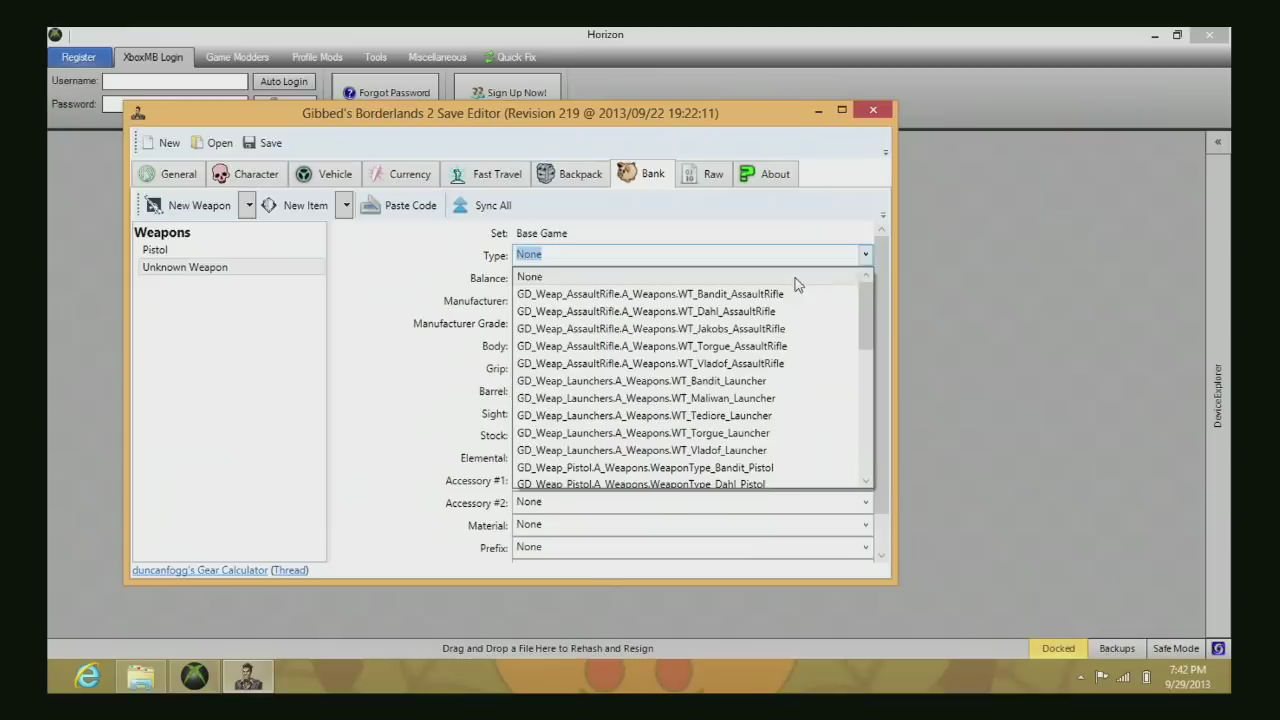 Horizon
Register XboxMB Login Game Modders Profile Mods Tools Miscellaneous Quick Fix
Username: Auto Login Forgot Password Sign Up Now!
Password:
Gibbed's Borderlands 2 Save Editor (Revision 219 @ 2013/09/22 19:22:11)
New Open Save
General Character Vehicle Currency Fast Travel Backpack Bank Raw About
New Weapon New Item Paste Code Sync All
Weapons
Pistol
Unknown Weapon
Set: Base Game
Type: None
Balance: None
GD_Weap_AssaultRifle.A_Weapons.WT_Bandit_AssaultRifle
Manufacturer: GD_Weap_AssaultRifle.A_Weapons.WT_Dahl_AssaultRifle
Manufacturer Grade: GD_Weap_AssaultRifle.A_Weapons.WT_Jakobs_AssaultRifle
Body: GD_Weap_AssaultRifle.A_Weapons.WT_Torgue_AssaultRifle
Grip: GD_Weap_AssaultRifle.A_Weapons.WT_Vladof_AssaultRifle
GD_Weap_Launchers.A_Weapons.WT_Bandit_Launcher
Barrel: GD_Weap_Launchers.A_Weapons.WT_Maliwan_Launcher
Sight: GD_Weap_Launchers.A_Weapons.WT_Tediore_Launcher
Stock: GD_Weap_Launchers.A_Weapons.WT_Torgue_Launcher
Elemental: GD_Weap_Launchers.A_Weapons.WT_Vladof_Launcher
GD_Weap_Pistol.A_Weapons.WeaponType_Bandit_Pistol
Accessory #1: GD_Weap_Pistol.A_Weapons.WeaponType_Dahl_Pistol
Accessory #2: None
Material: None
Prefix: None
duncanfogg's Gear Calculator (Thread)
DeviceExplorer
Drag and Drop a File Here to Rehash and Resign
Docked Backups Safe Mode
7:42 PM
9/29/2013